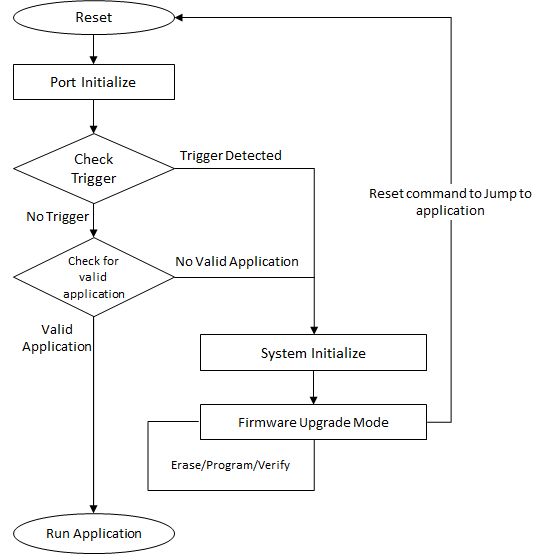 Reset
Port Initialize
Check
Trigger
Trigger Detected
No Trigger
Reset command to Jump to
application
Check for
valid
application
No Valid Application
Valid
Application
System Initialize
Firmware Upgrade Mode
Erase/Program/Verify
Run Application